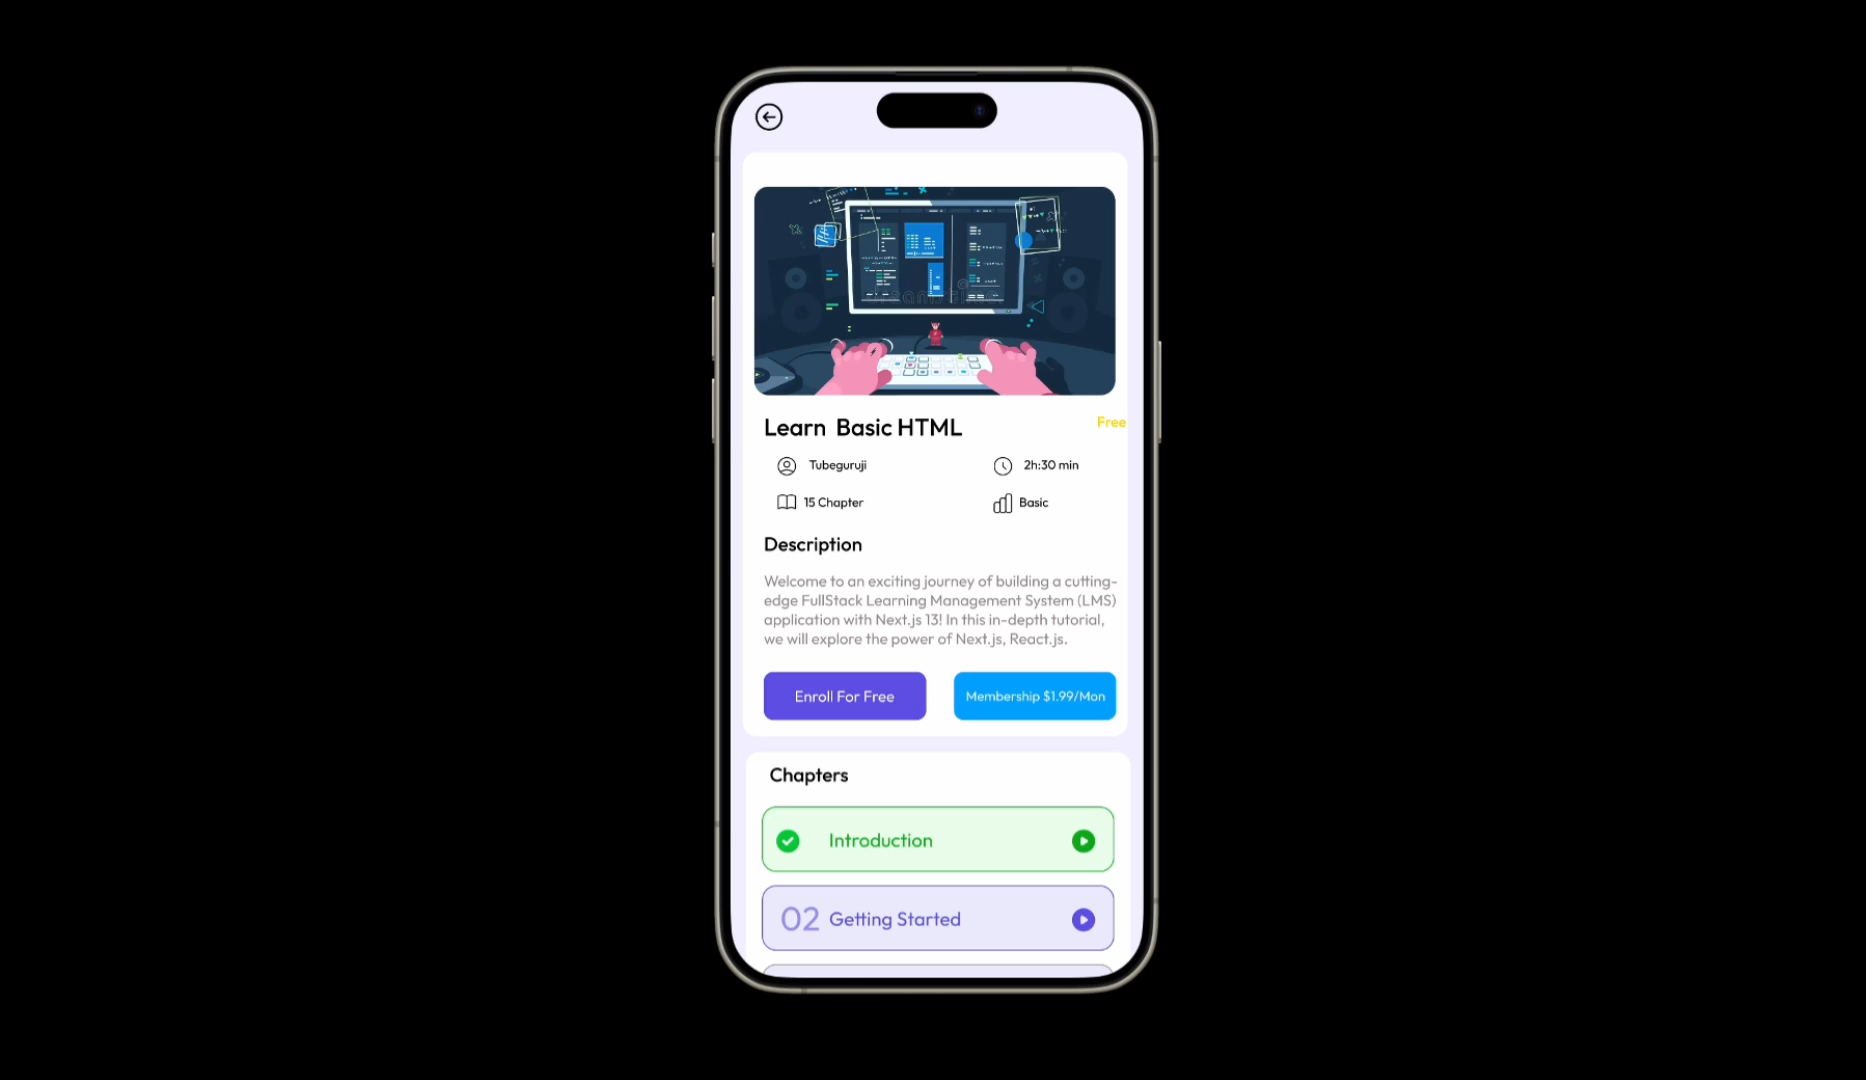 Learn Basic HTML
Free
Tubeguruji
2h:30 min
15 Chapter
Basic
Description
Welcome to an exciting journey of building a cutting-
edge FullStack Learning Management System (LMS)
application with Next.js 13! In this in-depth tutorial,
we will explore the power of Next.js, React.js.
Enroll For Free
Membership $1.99/Mon
Chapters
Introduction
02 Getting Started